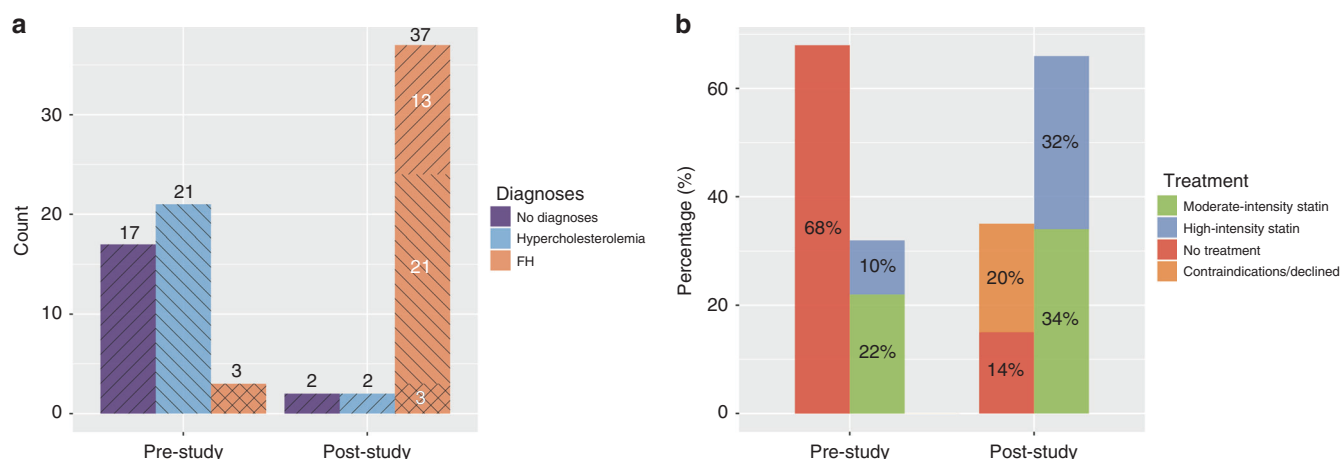 a
Count
30
20
10
0
17
21
3
2
2
37
13
21
3
Pre-study
Post-study
Diagnoses
No diagnoses
Hypercholesterolemia
FH
b
Percentage (%)
60
40
20
0
68%
10%
22%
20%
14%
32%
34%
Pre-study
Post-study
Treatment
Moderate-intensity statin
High-intensity statin
No treatment
Contraindications/declined